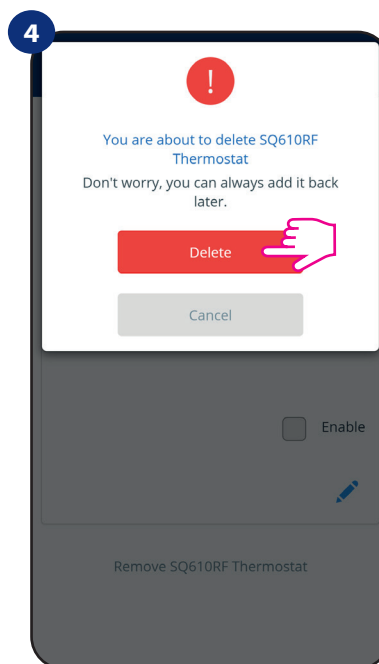 4
!
You are about to delete SQ610RF
Thermostat
Don't worry, you can always add it back
later.
Delete
Cancel
Enable
Remove SQ610RF Thermostat